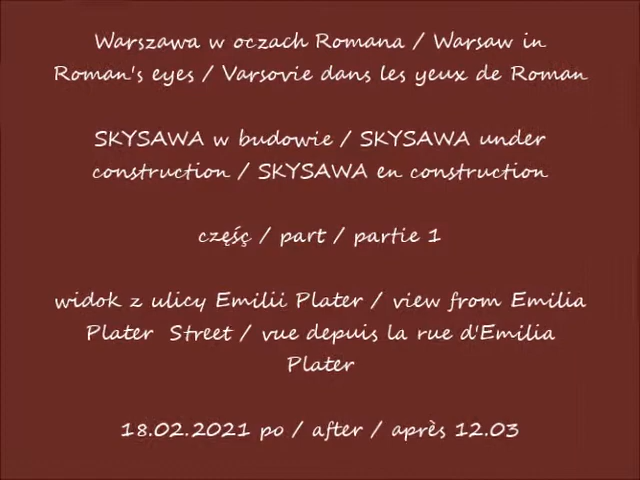 Warszawa w oczach Romana / Warsaw in
Roman's eyes / Varsovie dans les yeux de Roman
SKYSAWA w budowie / SKYSAWA under
construction / SKYSAWA en construction
częśç / part / partie 1
widok z ulicy Emilii Plater / view from Emilia
Plater Street / vue depuis la rue d'Emilia
Plater
18.02.2021 po / after / après 12.03